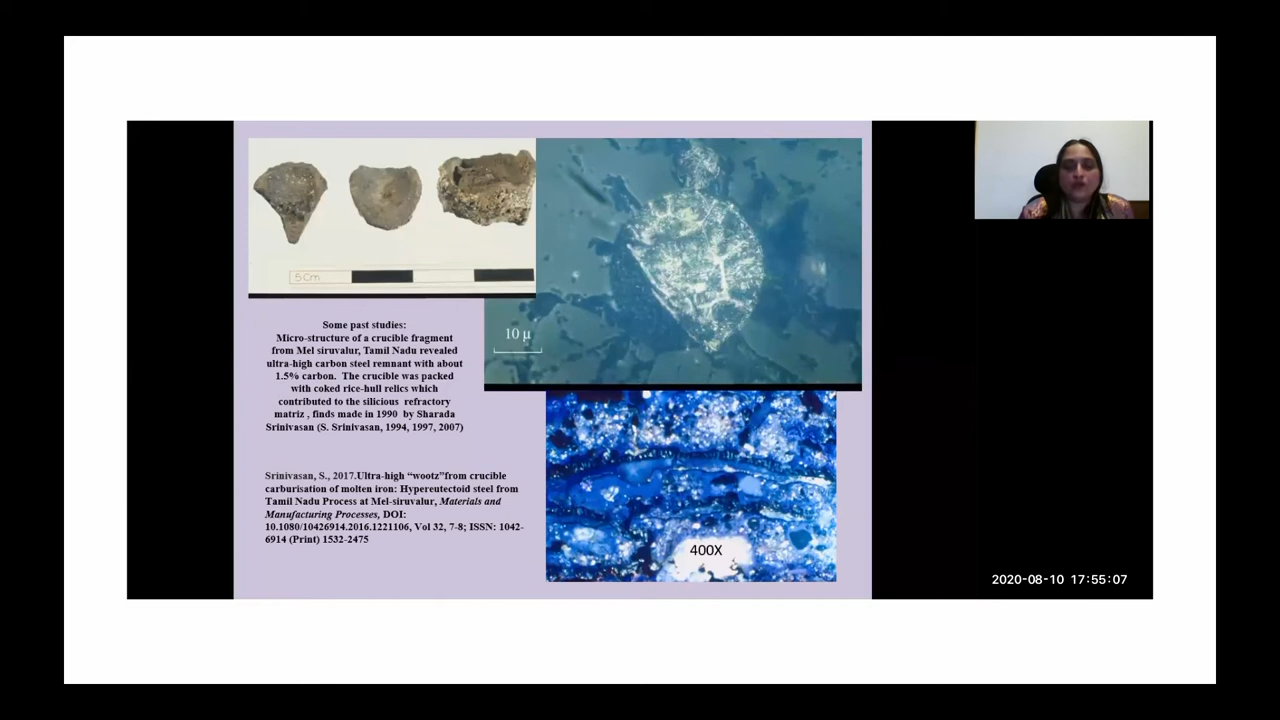 5 Cm
10 μ
Some past studies:
Micro-structure of a crucible fragment
from Mel siruvalur, Tamil Nadu revealed
ultra-high carbon steel remnant with about
1.5% carbon. The crucible was packed
with coked rice-hull relics which
contributed to the silicious refractory
matriz , finds made in 1990 by Sharada
Srinivasan (S. Srinivasan, 1994, 1997, 2007)
Srinivasan, S., 2017.Ultra-high “wootz”from crucible
carburisation of molten iron: Hypereutectoid steel from
Tamil Nadu Process at Mel-siruvalur, Materials and
Manufacturing Processes, DOI:
10.1080/10426914.2016.1221106, Vol 32, 7-8; ISSN: 1042-
6914 (Print) 1532-2475
400X
2020-08-10 17:55:07